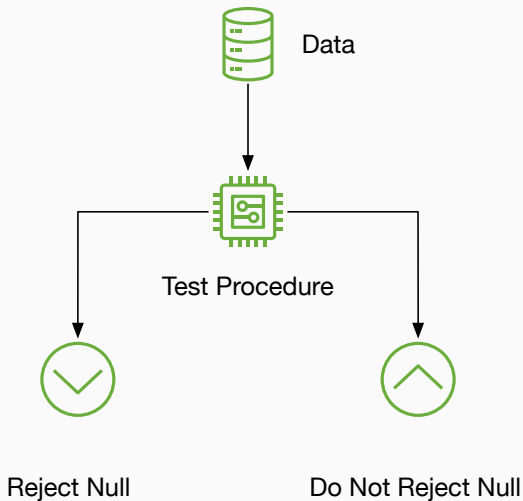 Data
Test Procedure
Reject Null
Do Not Reject Null